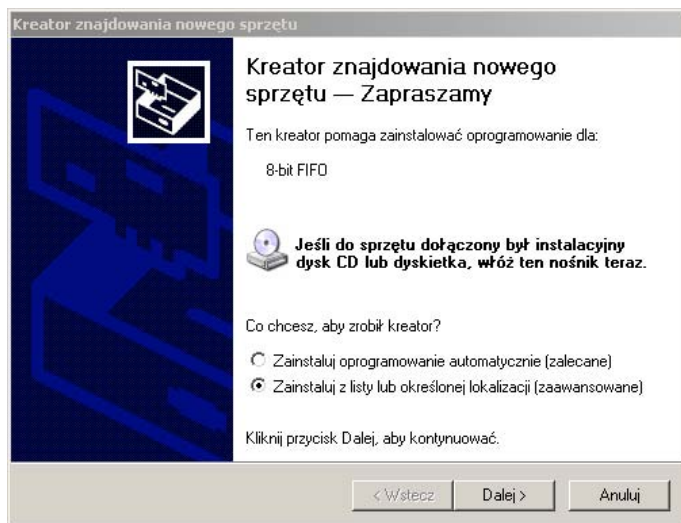 Kreator znajdowania nowego sprzętu
Kreator znajdowania nowego
sprzętu — Zapraszamy
Ten kreator pomaga zainstalować oprogramowanie dla:
8-bit FIFO
Jeśli do sprzętu dołączony był instalacyjny
dysk CD lub dyskietka, włóż ten nośnik teraz.
Co chcesz, aby zrobił kreator?
Zainstaluj oprogramowanie automatycznie (zalecane)
Zainstaluj z listy lub określonej lokalizacji (zaawansowane)
Kliknij przycisk Dalej, aby kontynuować.
< Wstecz Dalej > Anuluj